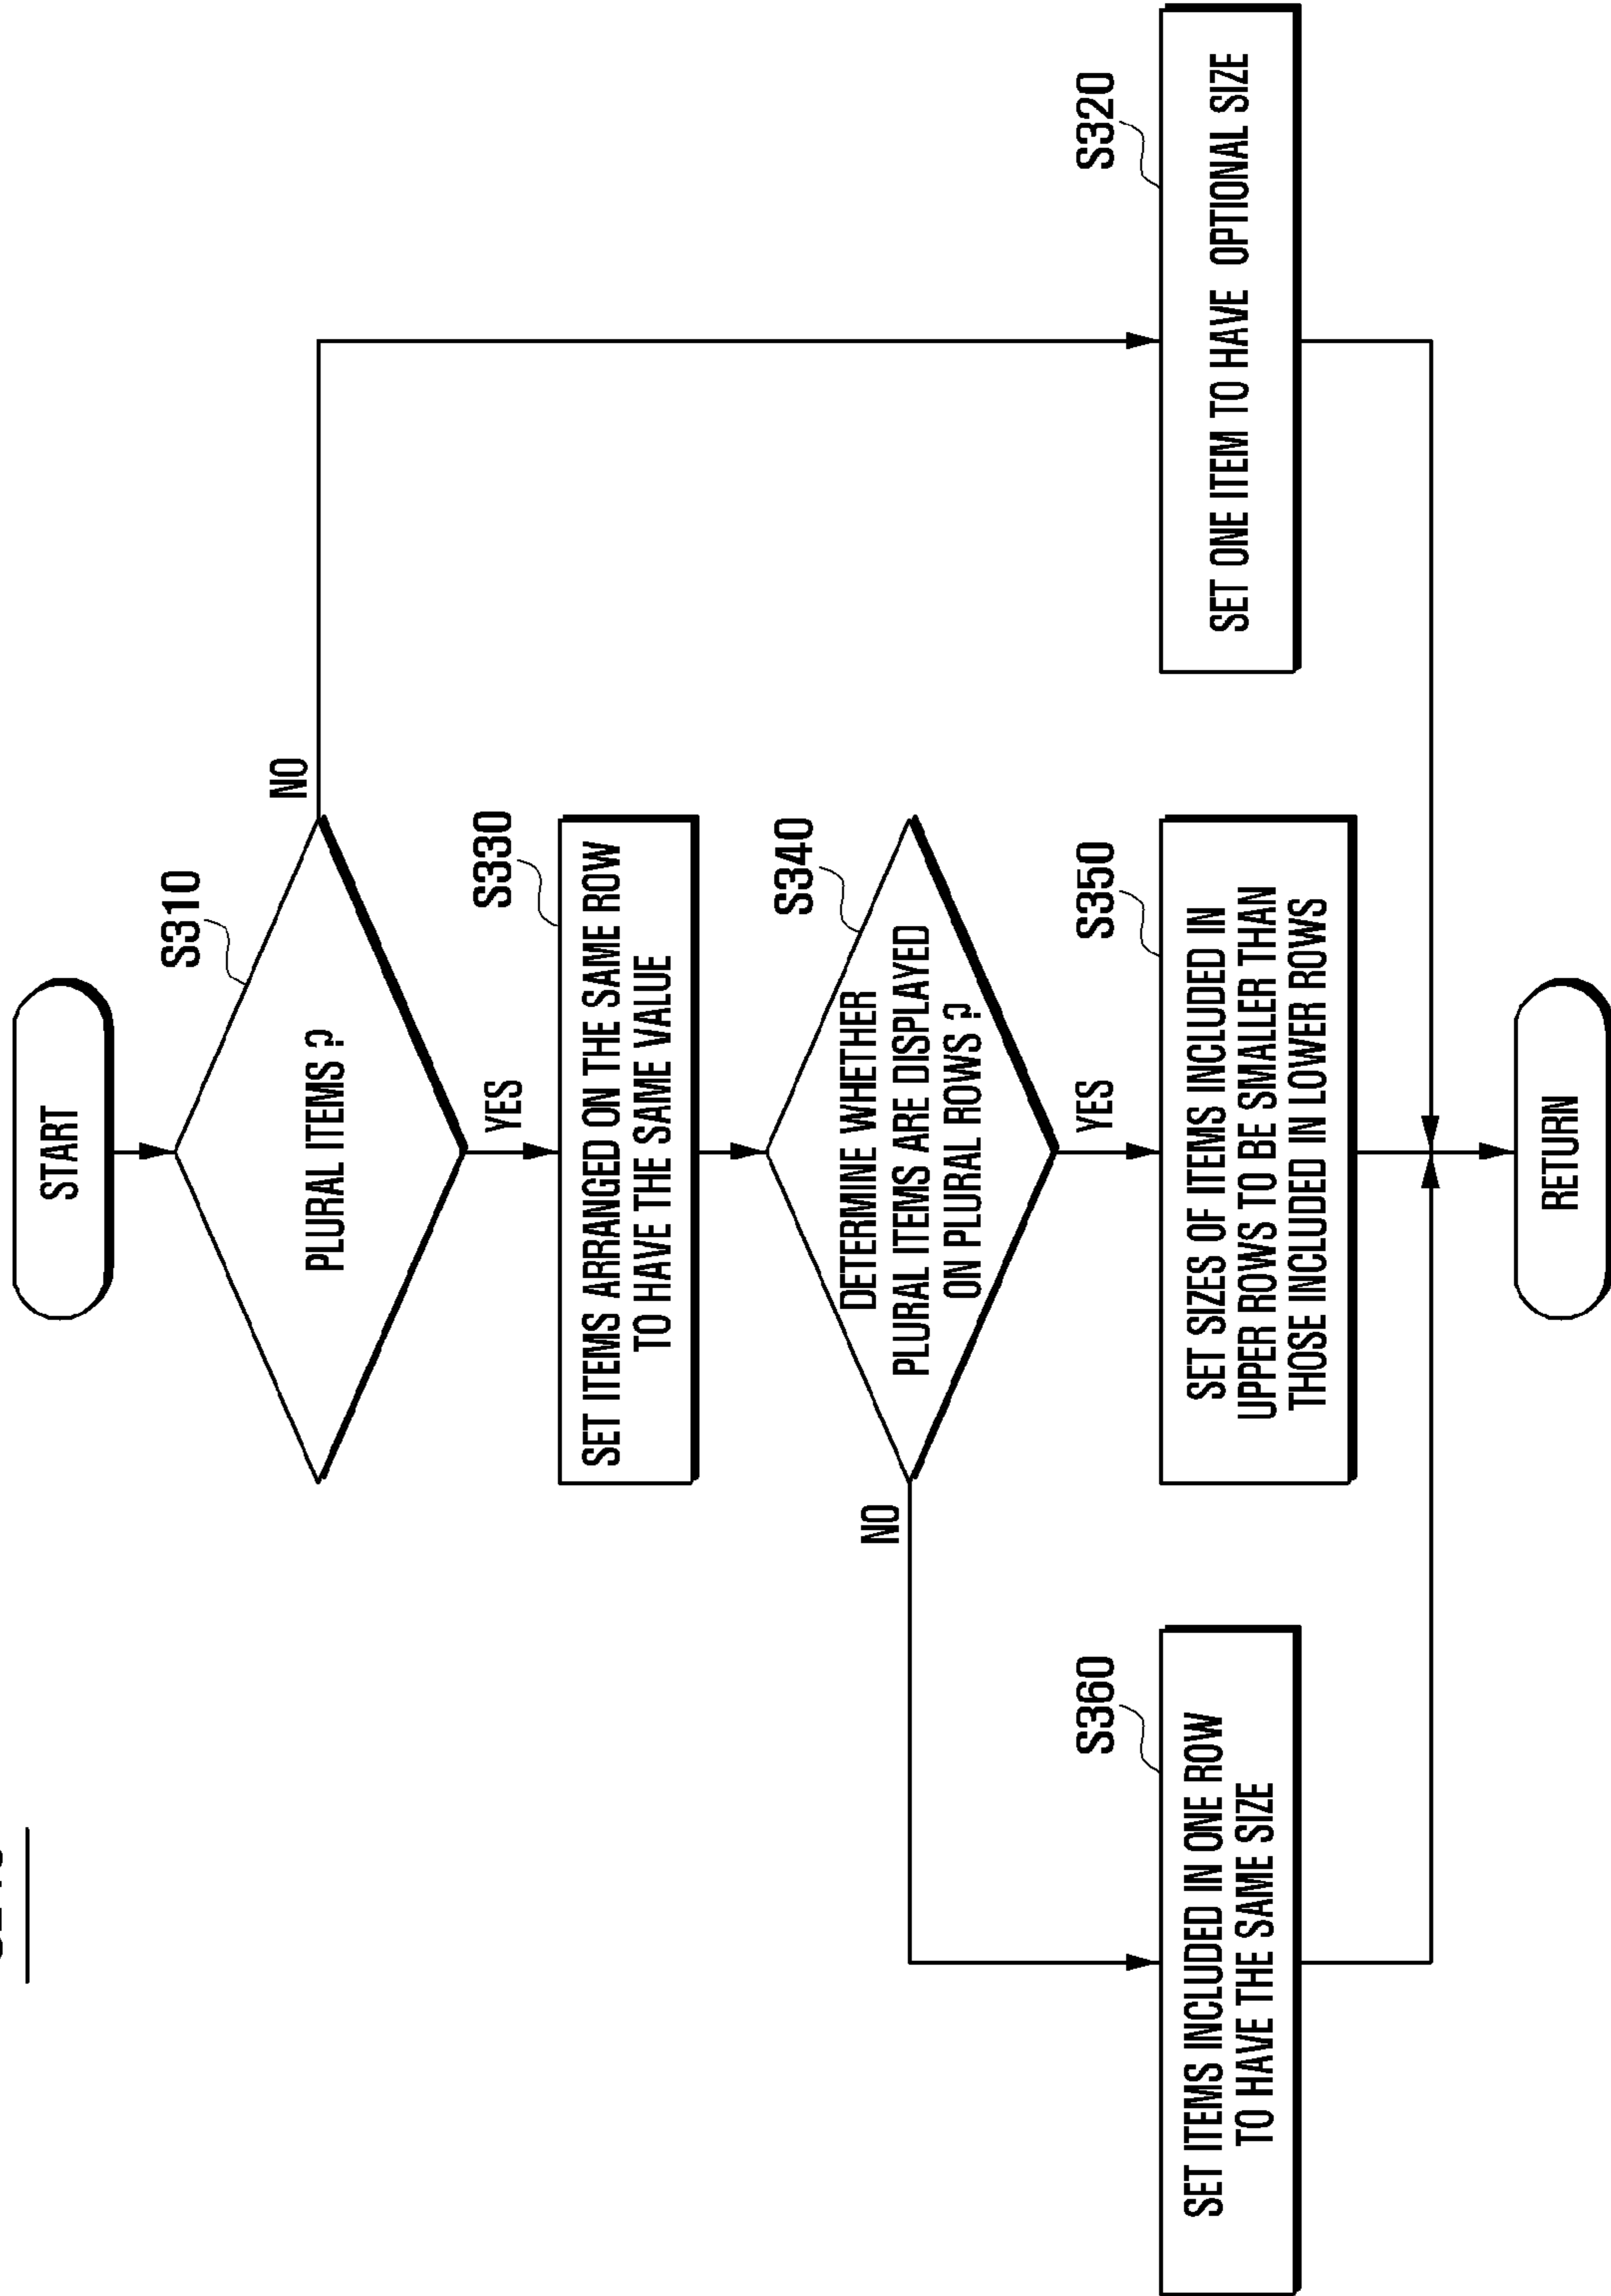 START
S310
PLURAL ITEMS ?
NO
YES
S330
SET ITEMS ARRANGED ON THE SAME ROW
TO HAVE THE SAME VALUE
S340
DETERMINE WHETHER
PLURAL ITEMS ARE DISPLAYED
ON PLURAL ROWS ?
NO
YES
S360
SET ITEMS INCLUDED IN ONE ROW
TO HAVE THE SAME SIZE
S350
SET SIZES OF ITEMS INCLUDED IN
UPPER ROWS TO BE SMALLER THAN
THOSE INCLUDED IN LOWER ROWS
S320
SET ONE ITEM TO HAVE OPTIONAL SIZE
RETURN